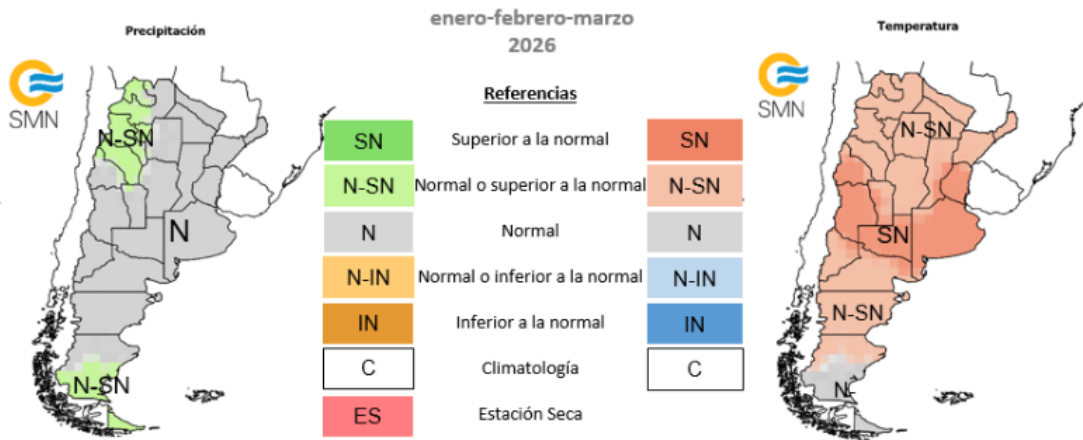 enero-febrero-marzo
2026
Precipitación
Temperatura
SMN
SMN
Referencias
SN Superior a la normal SN
N-SN Normal o superior a la normal N-SN
N Normal N
N-IN Normal o inferior a la normal N-IN
IN Inferior a la normal IN
C Climatología C
ES Estación Seca
N-SN
N
N-SN
N-SN
SN
N-SN
N-